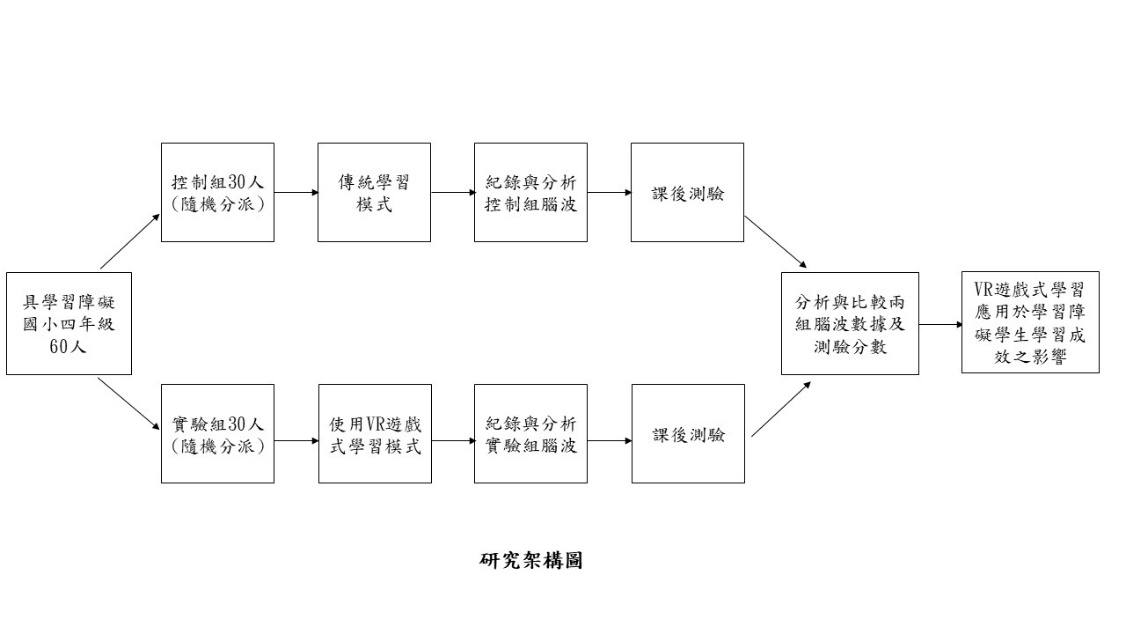 控制組30人
(隨機分派)
傳統學習
模式
紀錄與分析
控制組腦波
課後測驗
具學習障礙
國小四年級
60人
分析與比較兩
組腦波數據及
測驗分數
VR遊戲式學習
應用於學習障
礙學生學習成
效之影響
實驗組30人
(隨機分派)
使用VR遊戲
式學習模式
紀錄與分析
實驗組腦波
課後測驗
研究架構圖